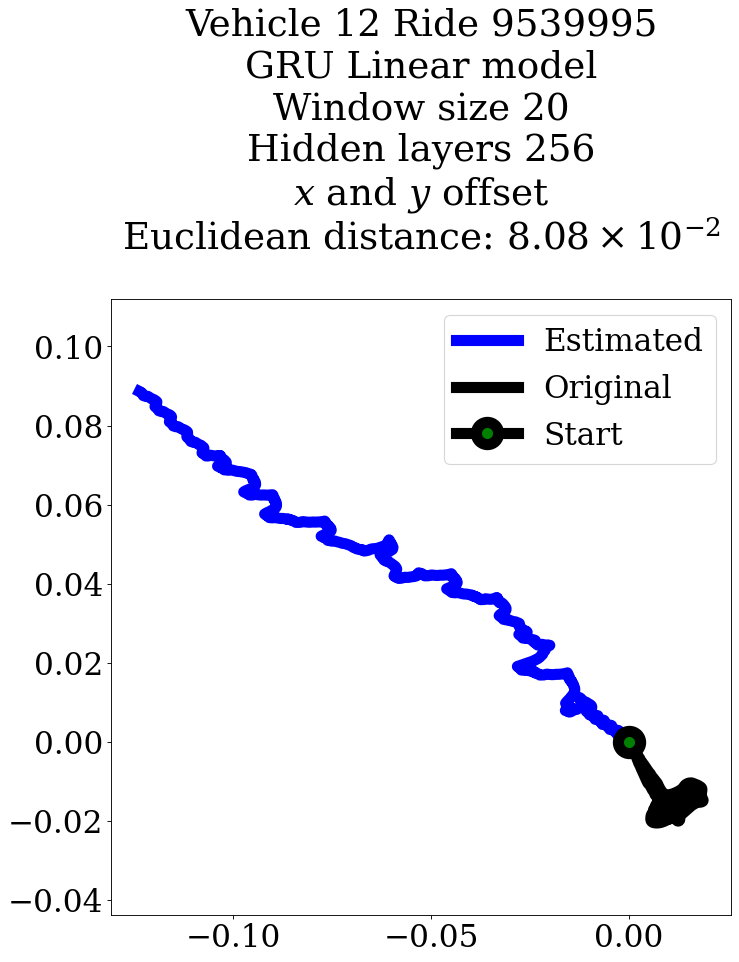 Vehicle 12 Ride 9539995
GRU Linear model
Window size 20
Hidden layers 256
x and y offset
Euclidean distance: 8.08 × 10⁻²
Estimated
Original
Start
0.10
0.08
0.06
0.04
0.02
0.00
−0.02
−0.04
−0.10 −0.05 0.00